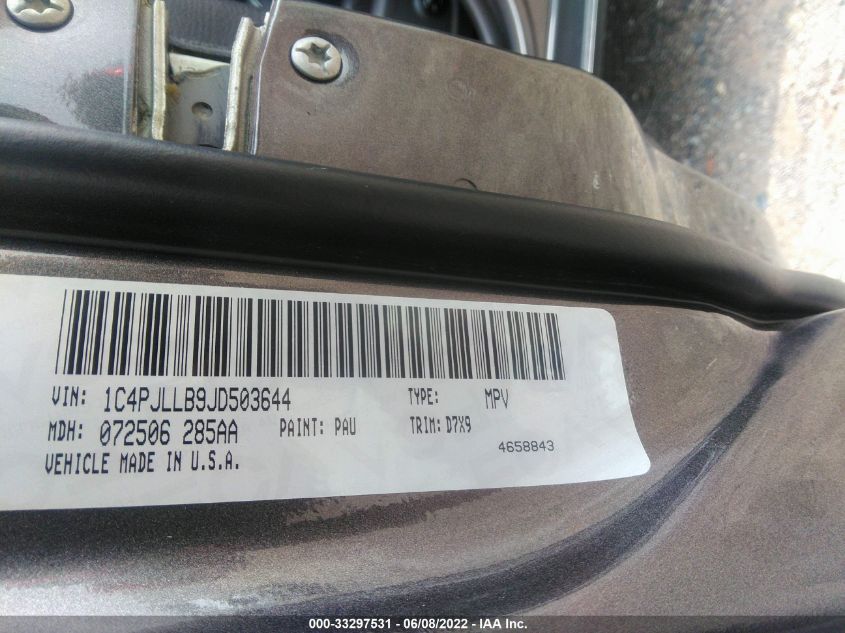 VIN: 1C4PJLLB9JD503644 TYPE: MPV
MDH: 072506 285AA PAINT: PAU TRIM: D7X9
4658843
VEHICLE MADE IN U.S.A.
000-33297531 - 06/08/2022 - IAA Inc.